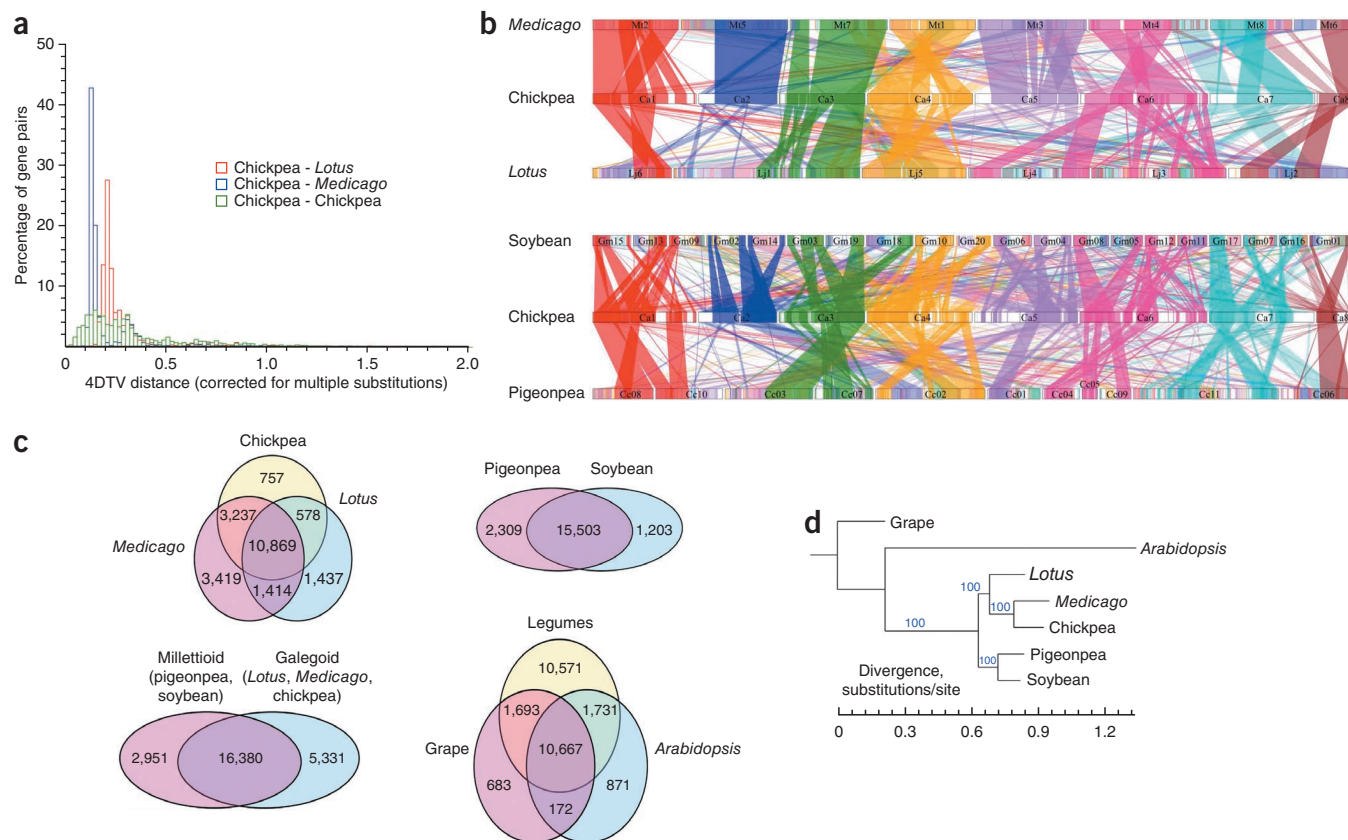 a
50
40
30
20
10
Percentage of gene pairs
Chickpea - Lotus
Chickpea - Medicago
Chickpea - Chickpea
0
0.5
1.0
1.5
2.0
4DTV distance (corrected for multiple substitutions)
b
Medicago
Mt2 Mt5 Mt7 Mt1 Mt3 Mt4 Mt8 Mt6
Chickpea
Ca1 Ca2 Ca3 Ca4 Ca5 Ca6 Ca7 Ca8
Lotus
Lj6 Lj1 Lj5 Lj4 Lj3 Lj2
Soybean
Gm15 Gm13 Gm09 Gm02 Gm14 Gm03 Gm19 Gm18 Gm10 Gm20 Gm06 Gm04 Gm08 Gm05 Gm12 Gm11 Gm17 Gm07 Gm16 Gm01
Chickpea
Ca1 Ca2 Ca3 Ca4 Ca5 Ca6 Ca7 Ca8
Pigeonpea
Cc08 Cc10 Cc03 Cc07 Cc02 Cc01 Cc04 Cc05 Cc09 Cc11 Cc06
c
Chickpea
757
Lotus
3,237
578
Medicago
10,869
3,419
1,414
1,437
Pigeonpea
Soybean
2,309
15,503
1,203
Millettioid
(pigeonpea,
soybean)
Galegoid
(Lotus, Medicago,
chickpea)
2,951
16,380
5,331
Legumes
10,571
1,693
1,731
Grape
10,667
Arabidopsis
683
871
172
d
Grape
Arabidopsis
Lotus
100
Medicago
100
100
Chickpea
Pigeonpea
100
Soybean
Divergence,
substitutions/site
0
0.3
0.6
0.9
1.2